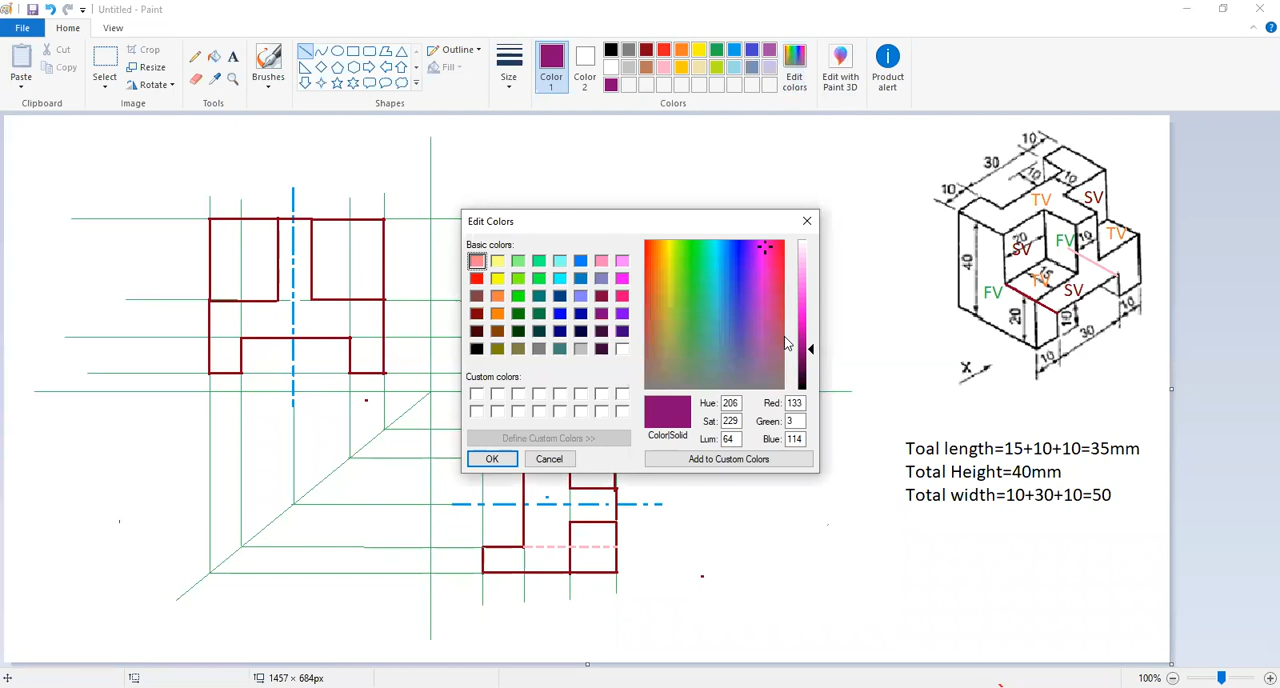 Untitled - Paint
File
Home
View
Paste
Cut
Copy
Clipboard
Select
Crop
Resize
Rotate
Image
A
Tools
Brushes
Shapes
Outline
Fill
Size
Color
1
Color
2
Edit
colors
Colors
Edit with
Paint 3D
Product
alert
Edit Colors
Basic colors:
Custom colors:
Define Custom Colors >>
OK
Cancel
Color|Solid
Hue: 206
Sat: 229
Lum: 64
Red: 133
Green: 3
Blue: 114
Add to Custom Colors
10
30
10
10
10
TV
SV
20
SV
FV
10
TV
40
15
TV
FV
SV
20
10
10
30
10
X
Toal length=15+10+10=35mm
Total Height=40mm
Total width=10+30+10=50
1457 × 684px
100%